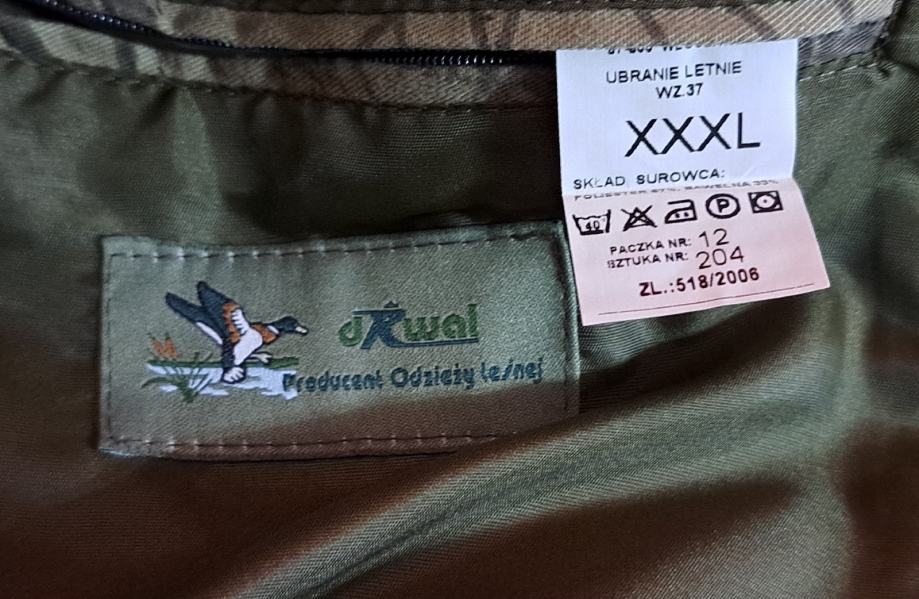 UBRANIE LETNIE
WZ.37
XXXL
SKŁAD SUROWCA:
40
P
PACZKA NR: 12
SZTUKA NR: 204
ZL.:518/2006
Producent Odzieży Leśnej